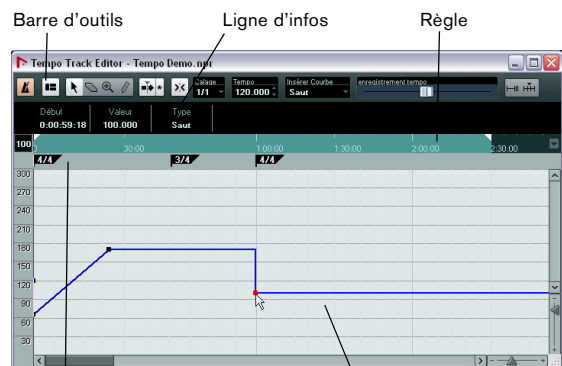 Barre d'outils Ligne d'infos Règle
Tempo Track Editor - Tempo Demo.npr
Calage Tempo Insérer Courbe enregistrement tempo
1/1 120.000 Saut
Début Valeur Type
0:00:59:18 100.000 Saut
100 0 30:00 1:00:00 1:30:00 2:00:00 2:30:00
4/4 3/4 4/4
300
270
240
210
180
150
120
90
60
30